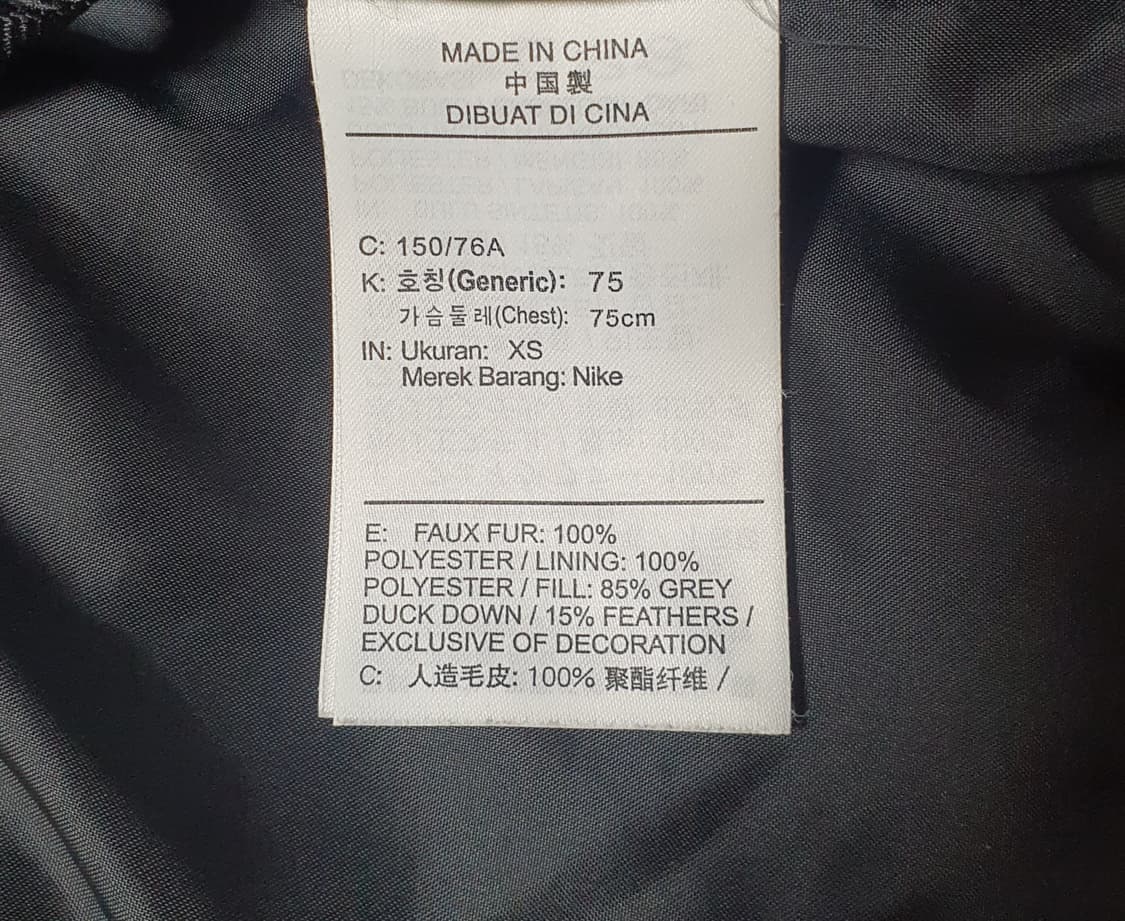 MADE IN CHINA
中国製
DIBUAT DI CINA
C: 150/76A
K: 호칭(Generic): 75
가슴둘레(Chest): 75cm
IN: Ukuran: XS
Merek Barang: Nike
E: FAUX FUR: 100%
POLYESTER / LINING: 100%
POLYESTER / FILL: 85% GREY
DUCK DOWN / 15% FEATHERS /
EXCLUSIVE OF DECORATION
C: 人造毛皮: 100% 聚酯纤维 /